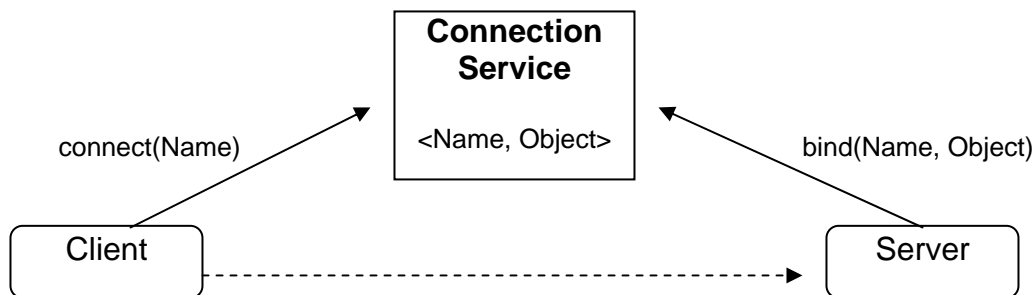 Connection
Service
<Name, Object>
connect(Name)
bind(Name, Object)
Client
Server